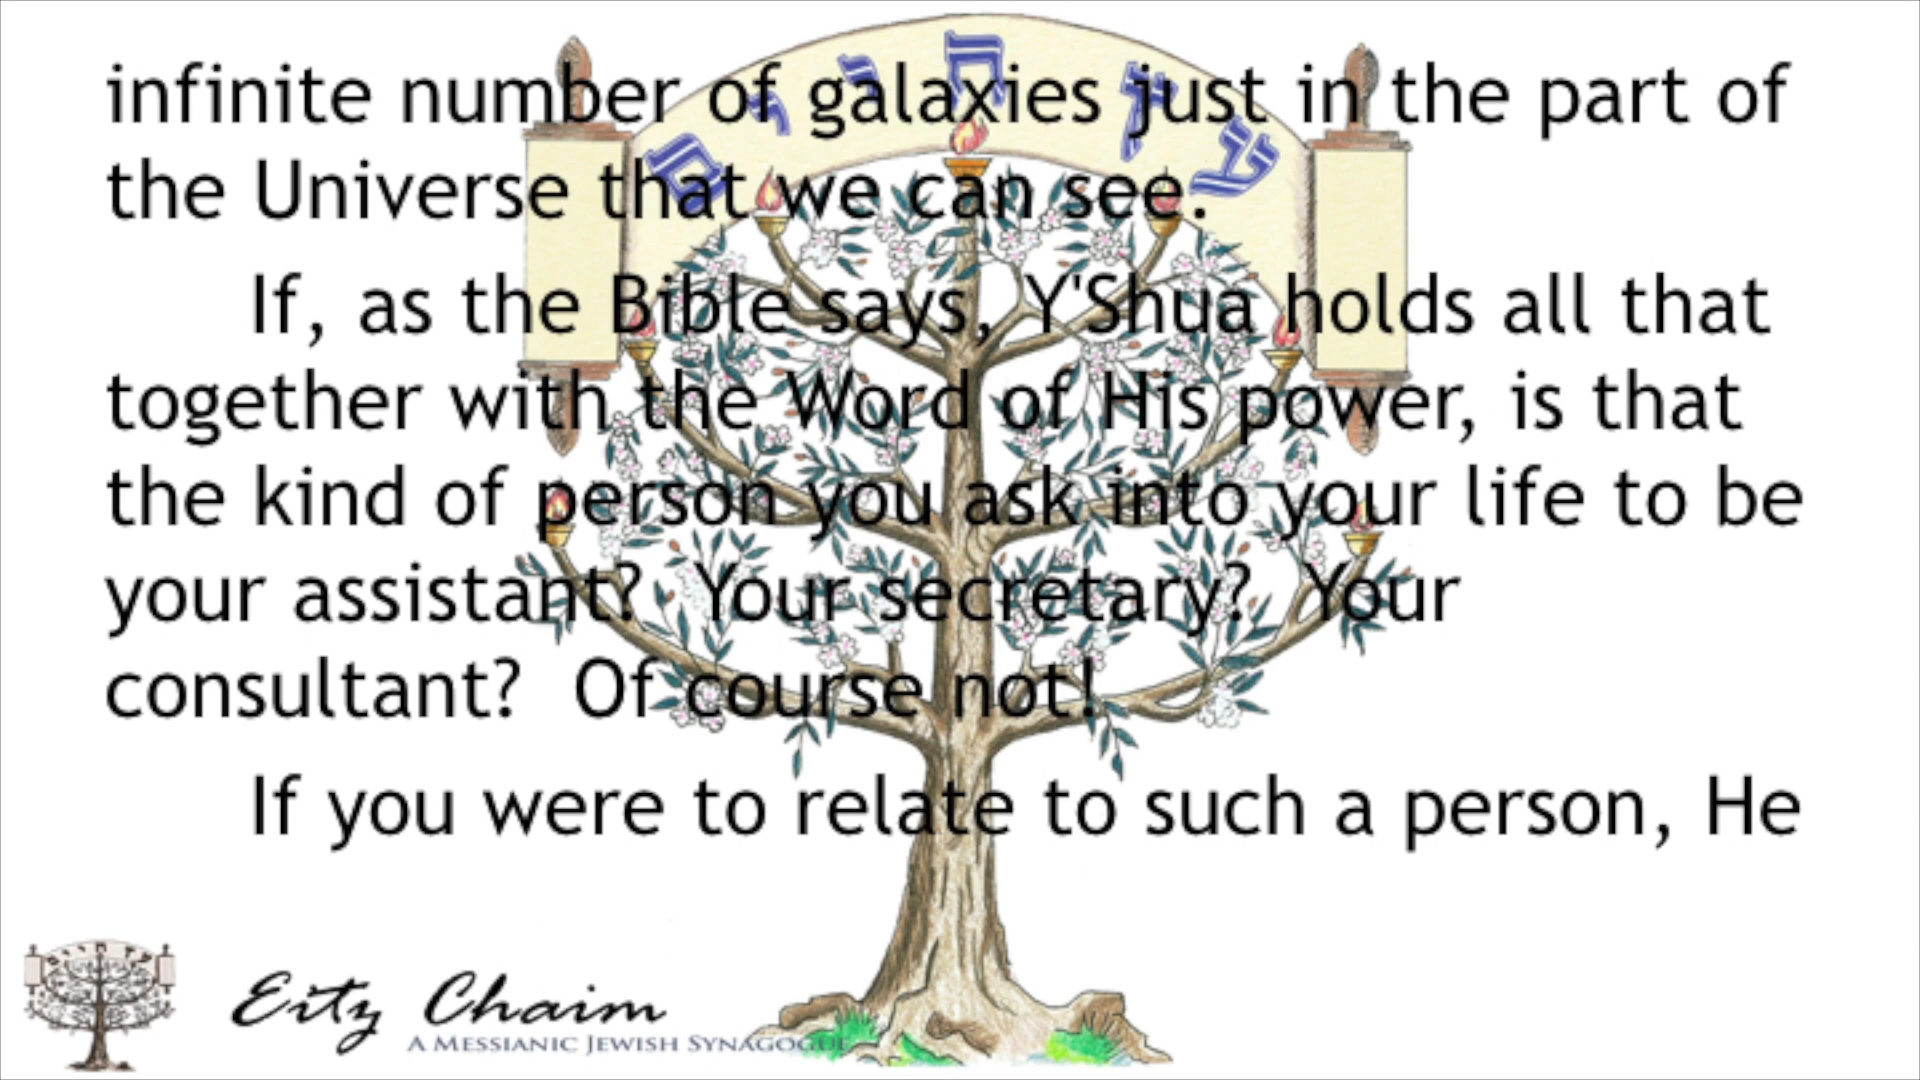 עץ חיים
infinite number of galaxies just in the part of
the Universe that we can see.
If, as the Bible says, Y'Shua holds all that
together with the Word of His power, is that
the kind of person you ask into your life to be
your assistant?  Your secretary?  Your
consultant?  Of course not!
If you were to relate to such a person, He
Eitz Chaim
A Messianic Jewish Synagogue